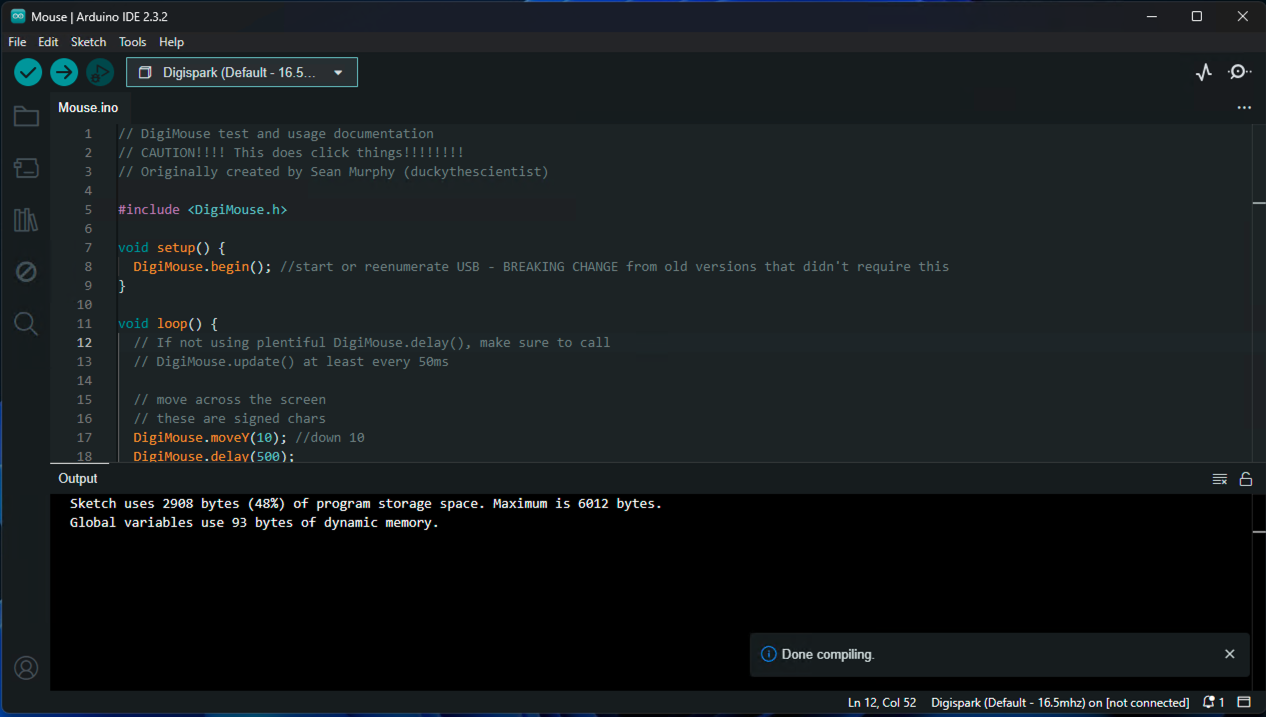 Mouse | Arduino IDE 2.3.2
File Edit Sketch Tools Help
Digispark (Default - 16.5...
Mouse.ino
1 // DigiMouse test and usage documentation
2 // CAUTION!!!! This does click things!!!!!!!!
3 // Originally created by Sean Murphy (duckythescientist)
4
5 #include <DigiMouse.h>
6
7 void setup() {
8 DigiMouse.begin(); //start or reenumerate USB - BREAKING CHANGE from old versions that didn't require this
9 }
10
11 void loop() {
12 // If not using plentiful DigiMouse.delay(), make sure to call
13 // DigiMouse.update() at least every 50ms
14
15 // move across the screen
16 // these are signed chars
17 DigiMouse.moveY(10); //down 10
18 DigiMouse.delay(500);
Output
Sketch uses 2908 bytes (48%) of program storage space. Maximum is 6012 bytes.
Global variables use 93 bytes of dynamic memory.
Done compiling.
Ln 12, Col 52 Digispark (Default - 16.5mhz) on [not connected] 1